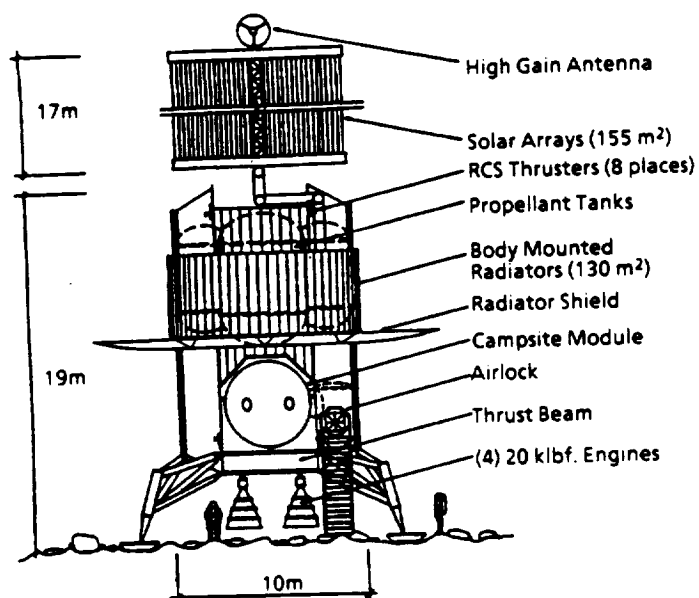 High Gain Antenna
17m
Solar Arrays (155 m²)
RCS Thrusters (8 places)
Propellant Tanks
Body Mounted
Radiators (130 m²)
Radiator Shield
Campsite Module
19m
Airlock
Thrust Beam
(4) 20 klbf. Engines
10m